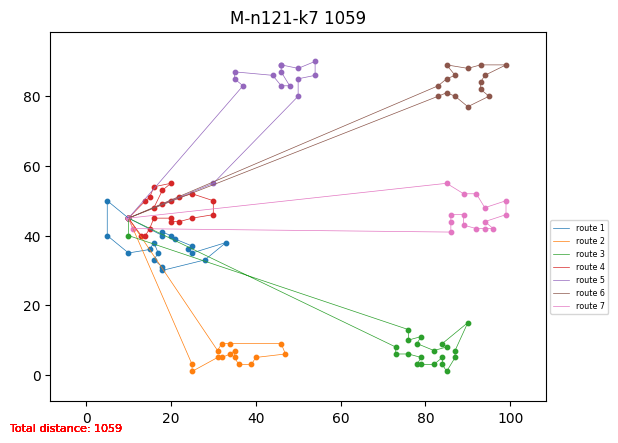 M-n121-k7 1059
80
60
40
20
0
0 20 40 60 80 100
route 1
route 2
route 3
route 4
route 5
route 6
route 7
Total distance: 1059